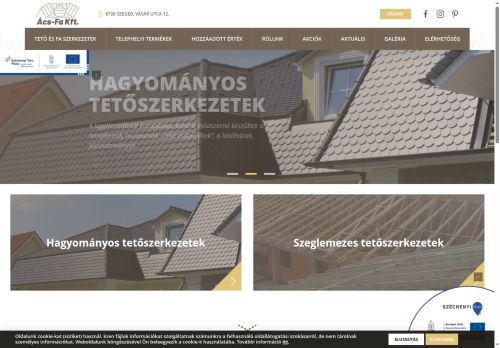 Ács-Fa Kft.
6728 SZEGED, VÁSÁR UTCA 12.
TETŐ ÉS FA SZERKEZETEK
TELEPHELYI TERMÉKEK
HOZZÁADOTT ÉRTÉK
RÓLUNK
AKCIÓK
AKTUÁLIS
GALÉRIA
ELÉRHETŐSÉG
HAGYOMÁNYOS
TETŐSZERKEZETEK
Hagyományos tetőszerkezetek
Szeglemezes tetőszerkezetek
SZÉCHENYI
Oldalunk cookie-kat (sütiket) használ. Ezen fájlok információkat szolgáltatnak számunkra a felhasználó oldallátogatási szokásairól, de nem tárolnak
személyes információkat. Weboldalunk böngészésével Ön beleegyezik a cookie-k használatába. További információ itt.
ELUTASÍTÁS